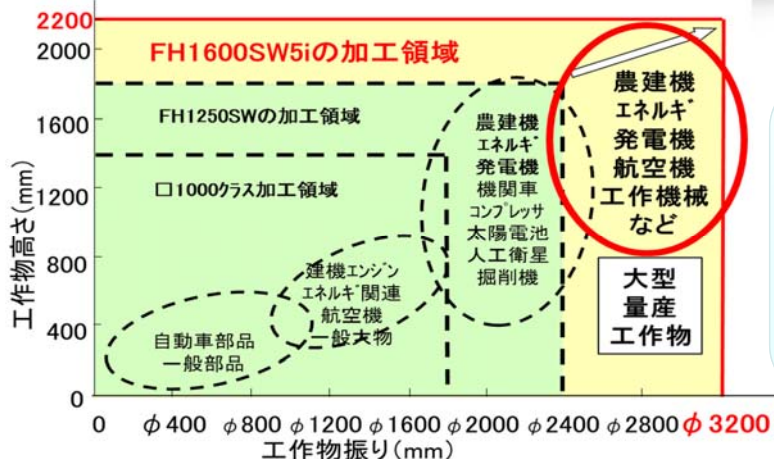 2200
2000
1600
1200
800
400
0
工作物高さ(mm)
FH1600SW5iの加工領域
FH1250SWの加工領域
□1000クラス加工領域
自動車部品
一般部品
建機エンジン
エネルギ関連
航空機
一般大物
農建機
エネルギ
発電機
機関車
コンプレッサ
太陽電池
人工衛星
掘削機
農建機
エネルギ
発電機
航空機
工作機械
など
大型
量産
工作物
0 φ400 φ800 φ1200 φ1600 φ2000 φ2400 φ2800 φ3200
工作物振り(mm)